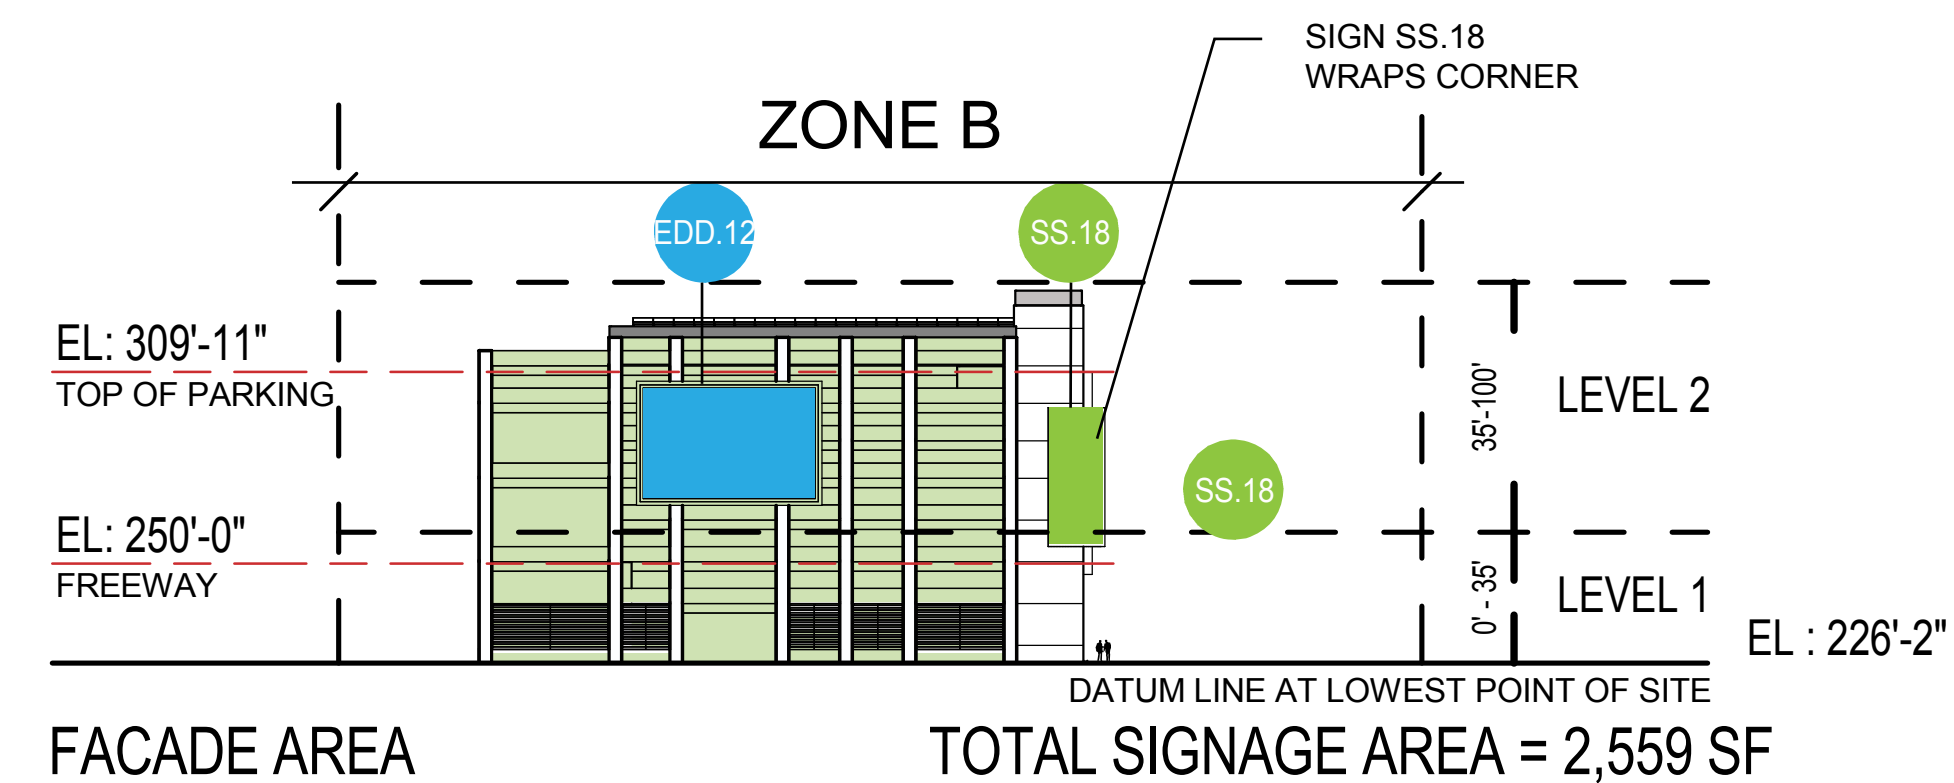 SIGN SS.18
WRAPS CORNER
ZONE B
EDD.12
SS.18
EL: 309'-11"
TOP OF PARKING
35'-100'
LEVEL 2
SS.18
EL: 250'-0"
FREEWAY
0' - 35'
LEVEL 1
EL : 226'-2"
DATUM LINE AT LOWEST POINT OF SITE
FACADE AREA
TOTAL SIGNAGE AREA = 2,559 SF